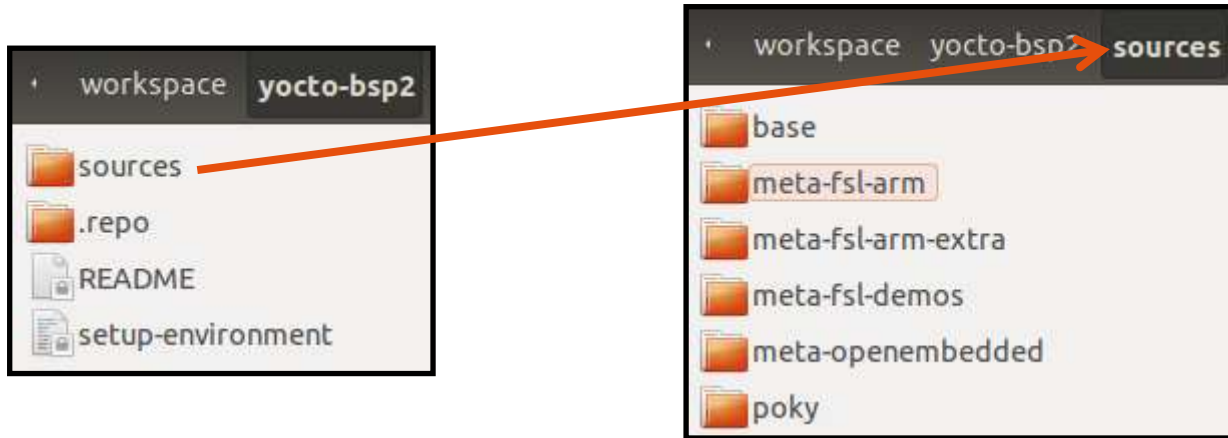 workspace yocto-bsp2
sources
.repo
README
setup-environment
workspace yocto-bsp2 sources
base
meta-fsl-arm
meta-fsl-arm-extra
meta-fsl-demos
meta-openembedded
poky